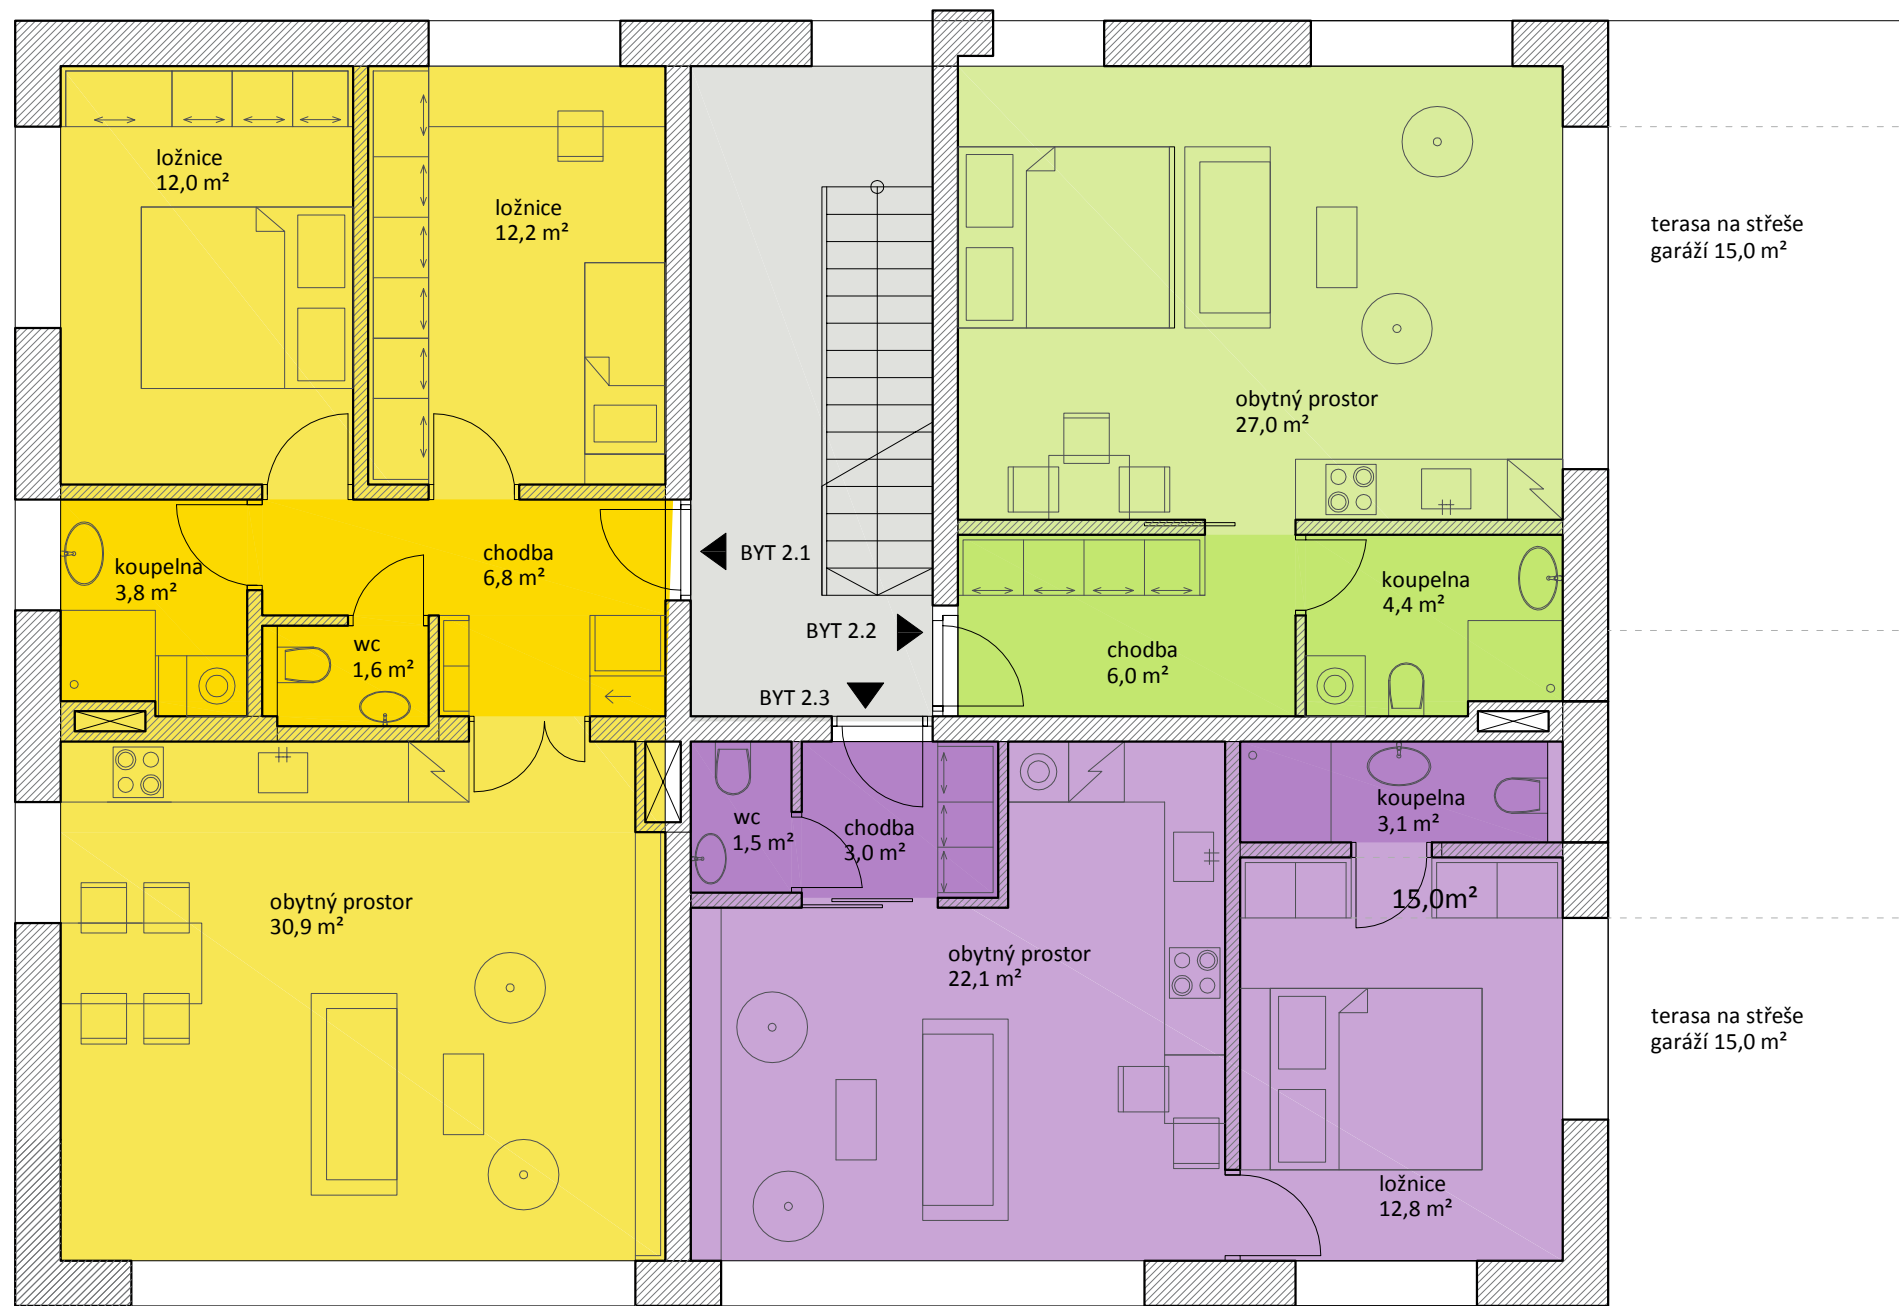 ložnice
12,0 m²
ložnice
12,2 m²
terasa na střeše
garáží 15,0 m²
obytný prostor
27,0 m²
koupelna
3,8 m²
chodba
6,8 m²
BYT 2.1
wc
1,6 m²
BYT 2.2
BYT 2.3
chodba
6,0 m²
koupelna
4,4 m²
wc
1,5 m²
chodba
3,0 m²
koupelna
3,1 m²
15,0m²
obytný prostor
30,9 m²
obytný prostor
22,1 m²
terasa na střeše
garáží 15,0 m²
ložnice
12,8 m²